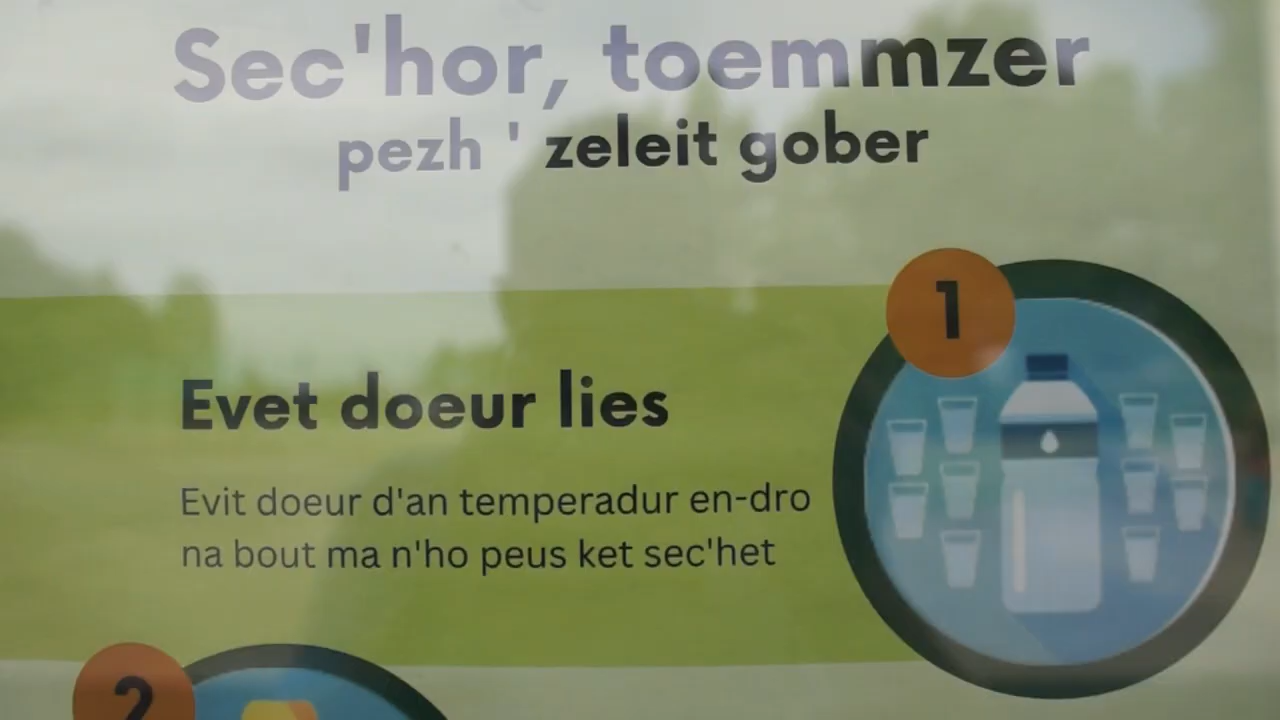 Sec'hor, toemmzer
pezh ' zeleit gober
1
Evet doeur lies
Evit doeur d'an temperadur en-dro
na bout ma n'ho peus ket sec'het
2